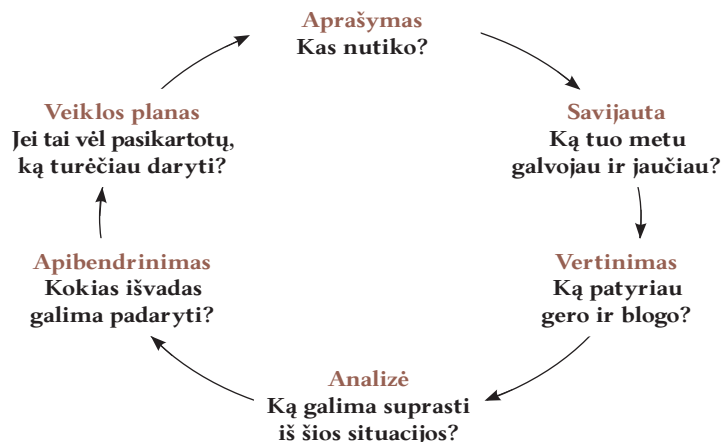 Aprašymas
Kas nutiko?
Savijauta
Ką tuo metu
galvojau ir jaučiau?
Vertinimas
Ką patyriau
gero ir blogo?
Analizė
Ką galima suprasti
iš šios situacijos?
Apibendrinimas
Kokias išvadas
galima padaryti?
Veiklos planas
Jei tai vėl pasikartotų,
ką turėčiau daryti?